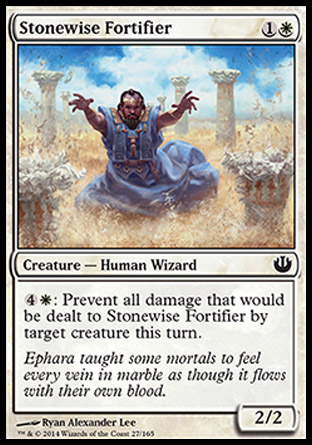 Stonewise Fortifier 1
Creature — Human Wizard
4: Prevent all damage that would
be dealt to Stonewise Fortifier by
target creature this turn.
Ephara taught some mortals to feel
every vein in marble as though it flows
with their own blood.
Ryan Alexander Lee
™ & © 2014 Wizards of the Coast 27/165
2/2